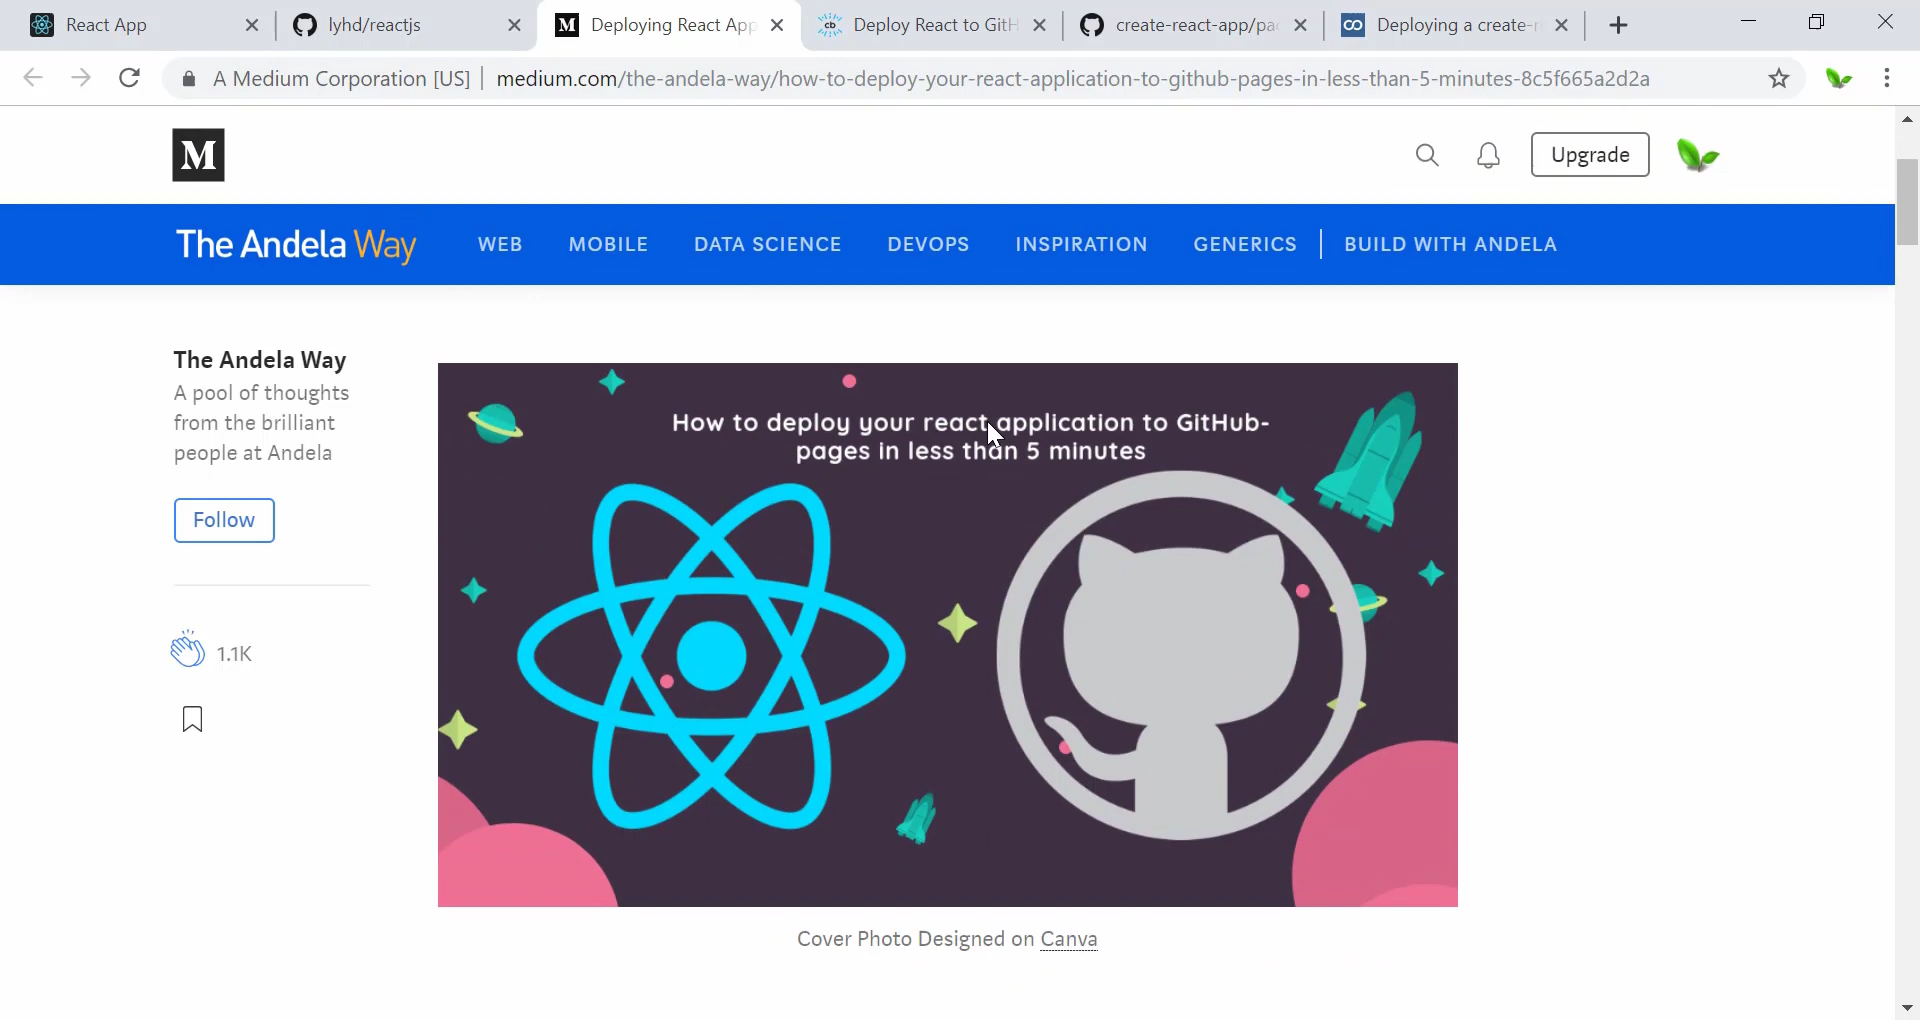 React App
lyhd/reactjs
Deploying React App
Deploy React to GitH
create-react-app/pac
Deploying a create-r
A Medium Corporation [US] | medium.com/the-andela-way/how-to-deploy-your-react-application-to-github-pages-in-less-than-5-minutes-8c5f665a2d2a
M
Upgrade
The Andela Way
WEB
MOBILE
DATA SCIENCE
DEVOPS
INSPIRATION
GENERICS
BUILD WITH ANDELA
The Andela Way
A pool of thoughts
from the brilliant
people at Andela
Follow
1.1K
How to deploy your react application to GitHub-
pages in less than 5 minutes
Cover Photo Designed on Canva